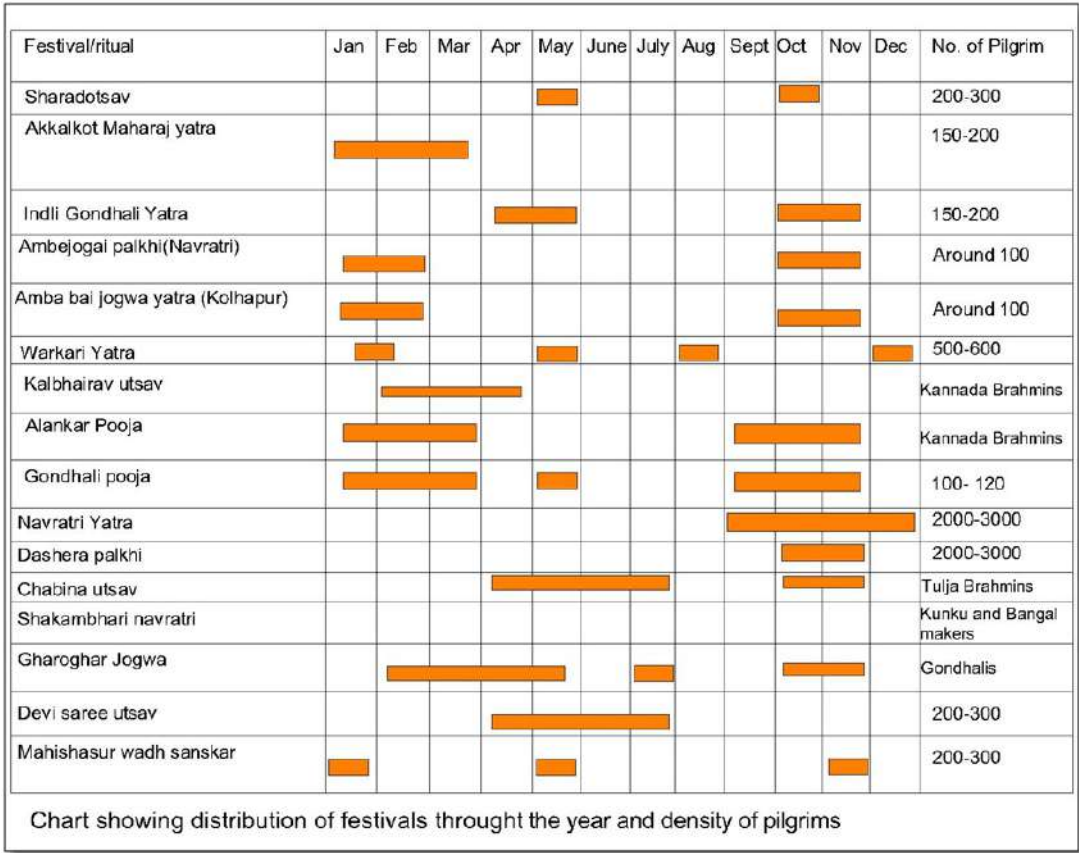 Festival/ritual Jan Feb Mar Apr May June July Aug Sept Oct Nov Dec No. of Pilgrim
Sharadotsav 200-300
Akkalkot Maharaj yatra 150-200
Indli Gondhali Yatra 150-200
Ambejogai palkhi(Navratri) Around 100
Amba bai jogwa yatra (Kolhapur) Around 100
Warkari Yatra 500-600
Kalbhairav utsav Kannada Brahmins
Alankar Pooja Kannada Brahmins
Gondhali pooja 100- 120
Navratri Yatra 2000-3000
Dashera palkhi 2000-3000
Chabina utsav Tulja Brahmins
Shakambhari navratri Kunku and Bangal
makers
Gharoghar Jogwa Gondhalis
Devi saree utsav 200-300
Mahishasur wadh sanskar 200-300
Chart showing distribution of festivals throught the year and density of pilgrims